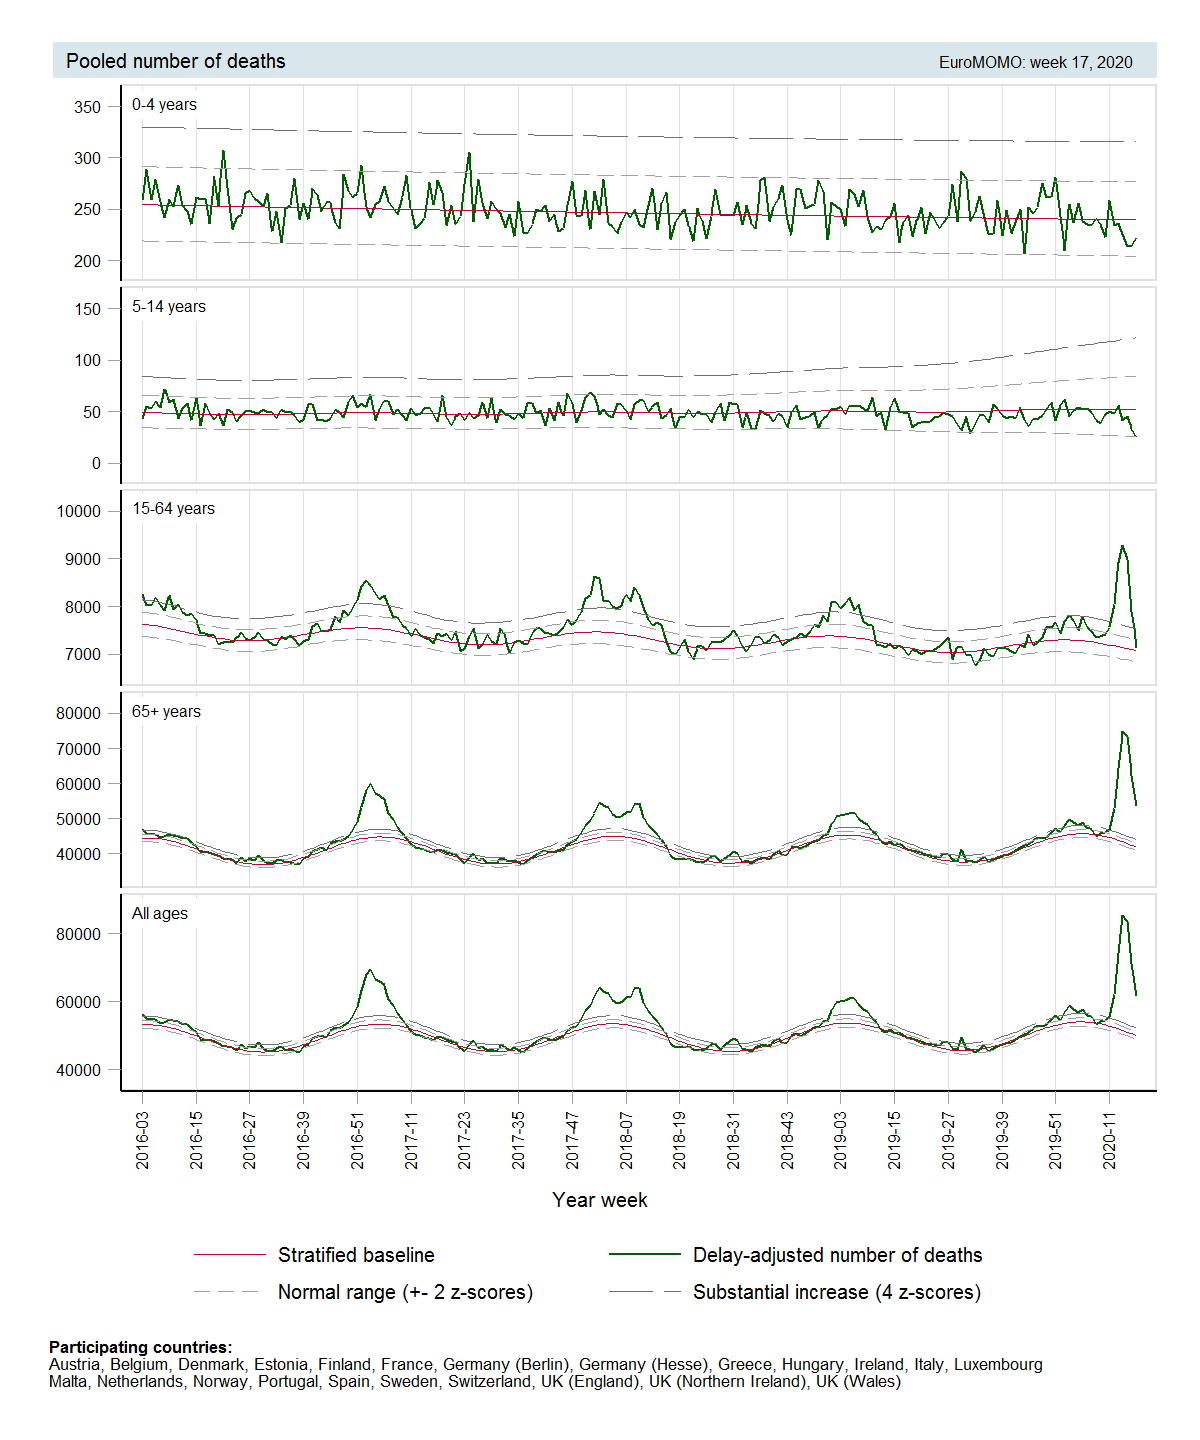 Pooled number of deaths
EuroMOMO: week 17, 2020
0-4 years
350
300
250
200
5-14 years
150
100
50
0
15-64 years
10000
9000
8000
7000
65+ years
80000
70000
60000
50000
40000
All ages
80000
60000
40000
2016-03
2016-15
2016-27
2016-39
2016-51
2017-11
2017-23
2017-35
2017-47
2018-07
2018-19
2018-31
2018-43
2019-03
2019-15
2019-27
2019-39
2019-51
2020-11
Year week
Stratified baseline
Delay-adjusted number of deaths
Normal range (+- 2 z-scores)
Substantial increase (4 z-scores)
Participating countries:
Austria, Belgium, Denmark, Estonia, Finland, France, Germany (Berlin), Germany (Hesse), Greece, Hungary, Ireland, Italy, Luxembourg
Malta, Netherlands, Norway, Portugal, Spain, Sweden, Switzerland, UK (England), UK (Northern Ireland), UK (Wales)